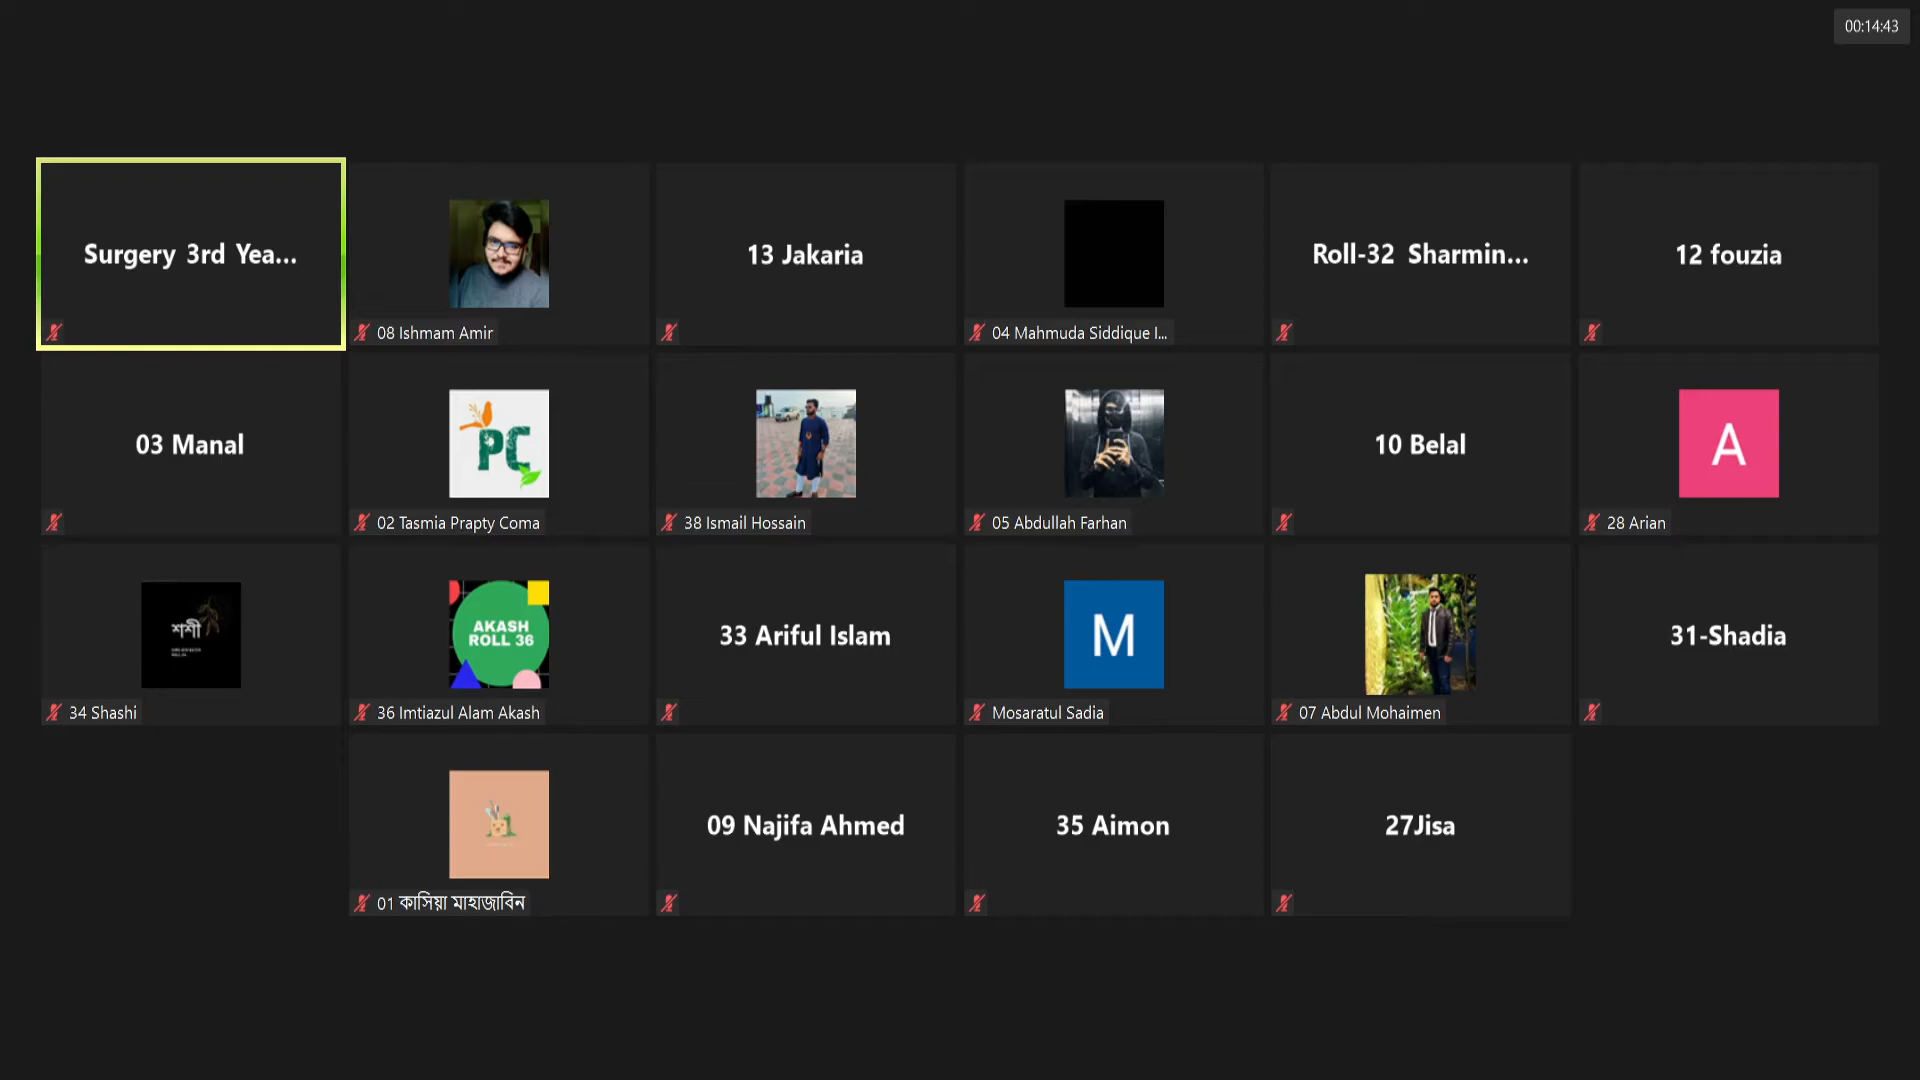 00:14:43
Surgery 3rd Yea...
08 Ishmam Amir
13 Jakaria
04 Mahmuda Siddique I...
Roll-32 Sharmin...
12 fouzia
03 Manal
PC
02 Tasmia Prapty Coma
38 Ismail Hossain
05 Abdullah Farhan
10 Belal
A
28 Arian
শশী
34 Shashi
AKASH
ROLL 36
36 Imtiazul Alam Akash
33 Ariful Islam
M
Mosaratul Sadia
07 Abdul Mohaimen
31-Shadia
01 কাসিয়া মাহাজাবিন
09 Najifa Ahmed
35 Aimon
27Jisa